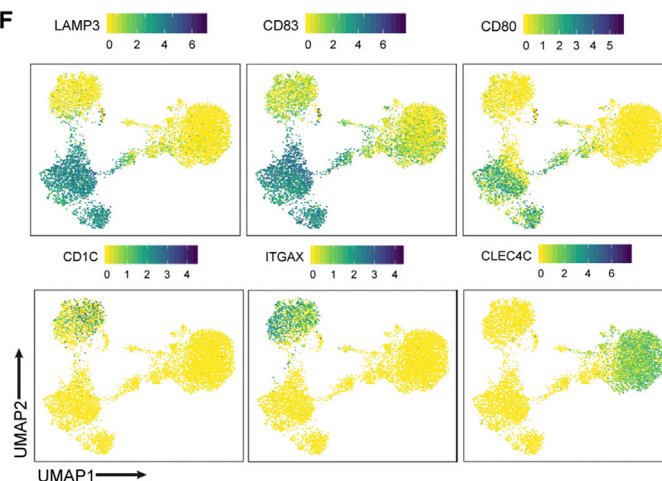 F
LAMP3
0 2 4 6
CD83
0 2 4 6
CD80
0 1 2 3 4 5
CD1C
0 1 2 3 4
ITGAX
0 1 2 3 4
CLEC4C
0 2 4 6
UMAP2
UMAP1